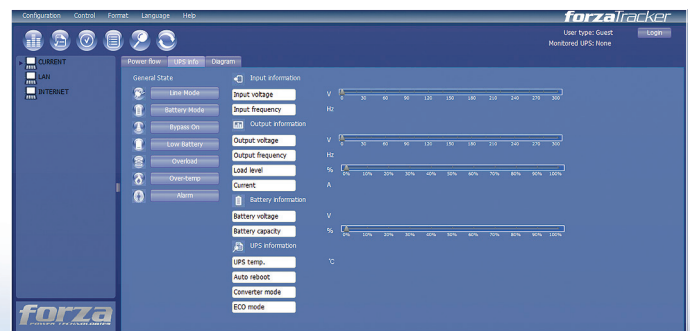 Configuration Control Format Language Help
forzaTracker
User type: Guest Login
Monitored UPS: None
CURRENT
LAN
INTERNET
Power flow UPS info Diagram
General State
Line Mode
Battery Mode
Bypass On
Low Battery
Overload
Over-temp
Alarm
Input information
Input voltage V
0 30 60 90 120 150 180 210 240 270 300
Input frequency Hz
Output information
Output voltage V
0 30 60 90 120 150 180 210 240 270 300
Output frequency Hz
Load level %
0% 10% 20% 30% 40% 50% 60% 70% 80% 90% 100%
Current A
Battery information
Battery voltage V
Battery capacity %
0% 10% 20% 30% 40% 50% 60% 70% 80% 90% 100%
UPS information
UPS temp. °C
Auto reboot
Converter mode
ECO mode
forza
POWER TECHNOLOGIES